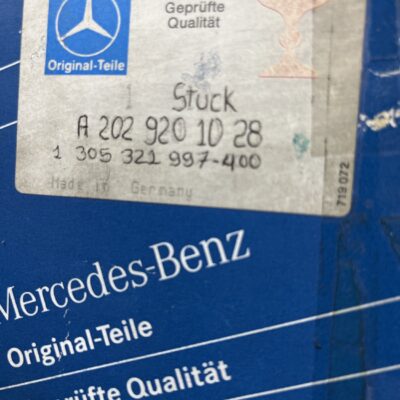 Geprüfte
Qualität
Original-Teile
1 Stuck
A 202 920 10 28
1 305 321 997-400
Made in Germany
719 072
Mercedes-Benz
Original-Teile
Geprüfte Qualität